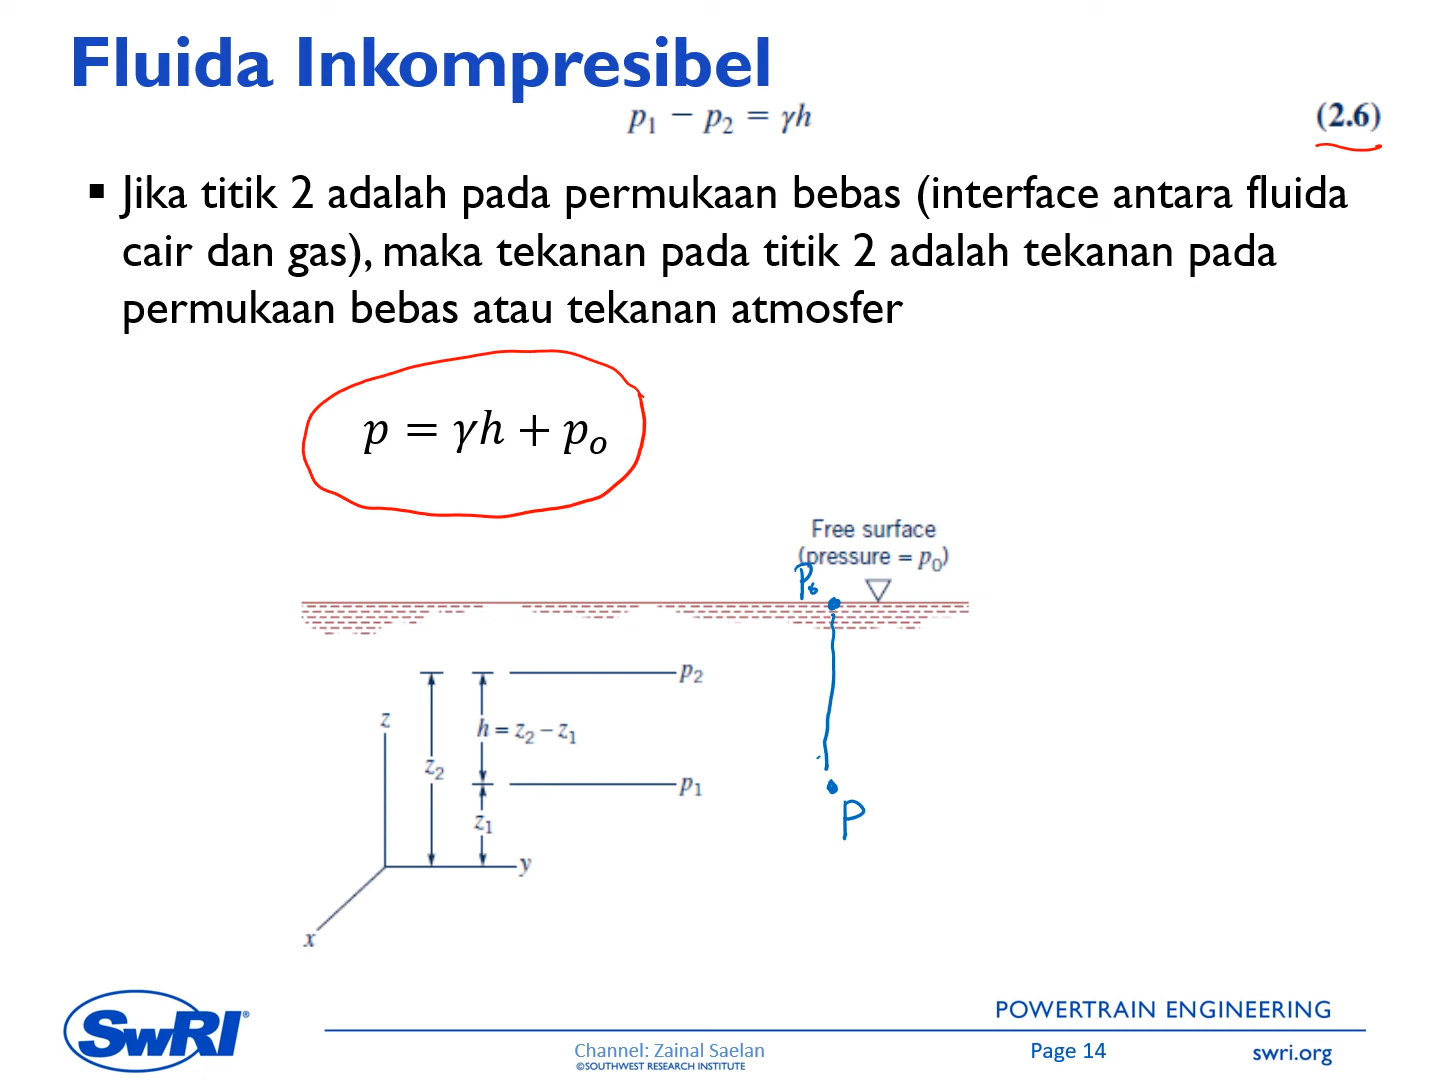 Fluida Inkompresibel
p₁ − p₂ = γh (2.6)
▪ Jika titik 2 adalah pada permukaan bebas (interface antara fluida
cair dan gas), maka tekanan pada titik 2 adalah tekanan pada
permukaan bebas atau tekanan atmosfer
p = γh + pₒ
Free surface
(pressure = p₀)
P₀
p₂
z
h = z₂ − z₁
z₂
p₁
P
z₁
y
x
SwRI®
POWERTRAIN ENGINEERING
Channel: Zainal Saelan
Page 14
swri.org
©SOUTHWEST RESEARCH INSTITUTE